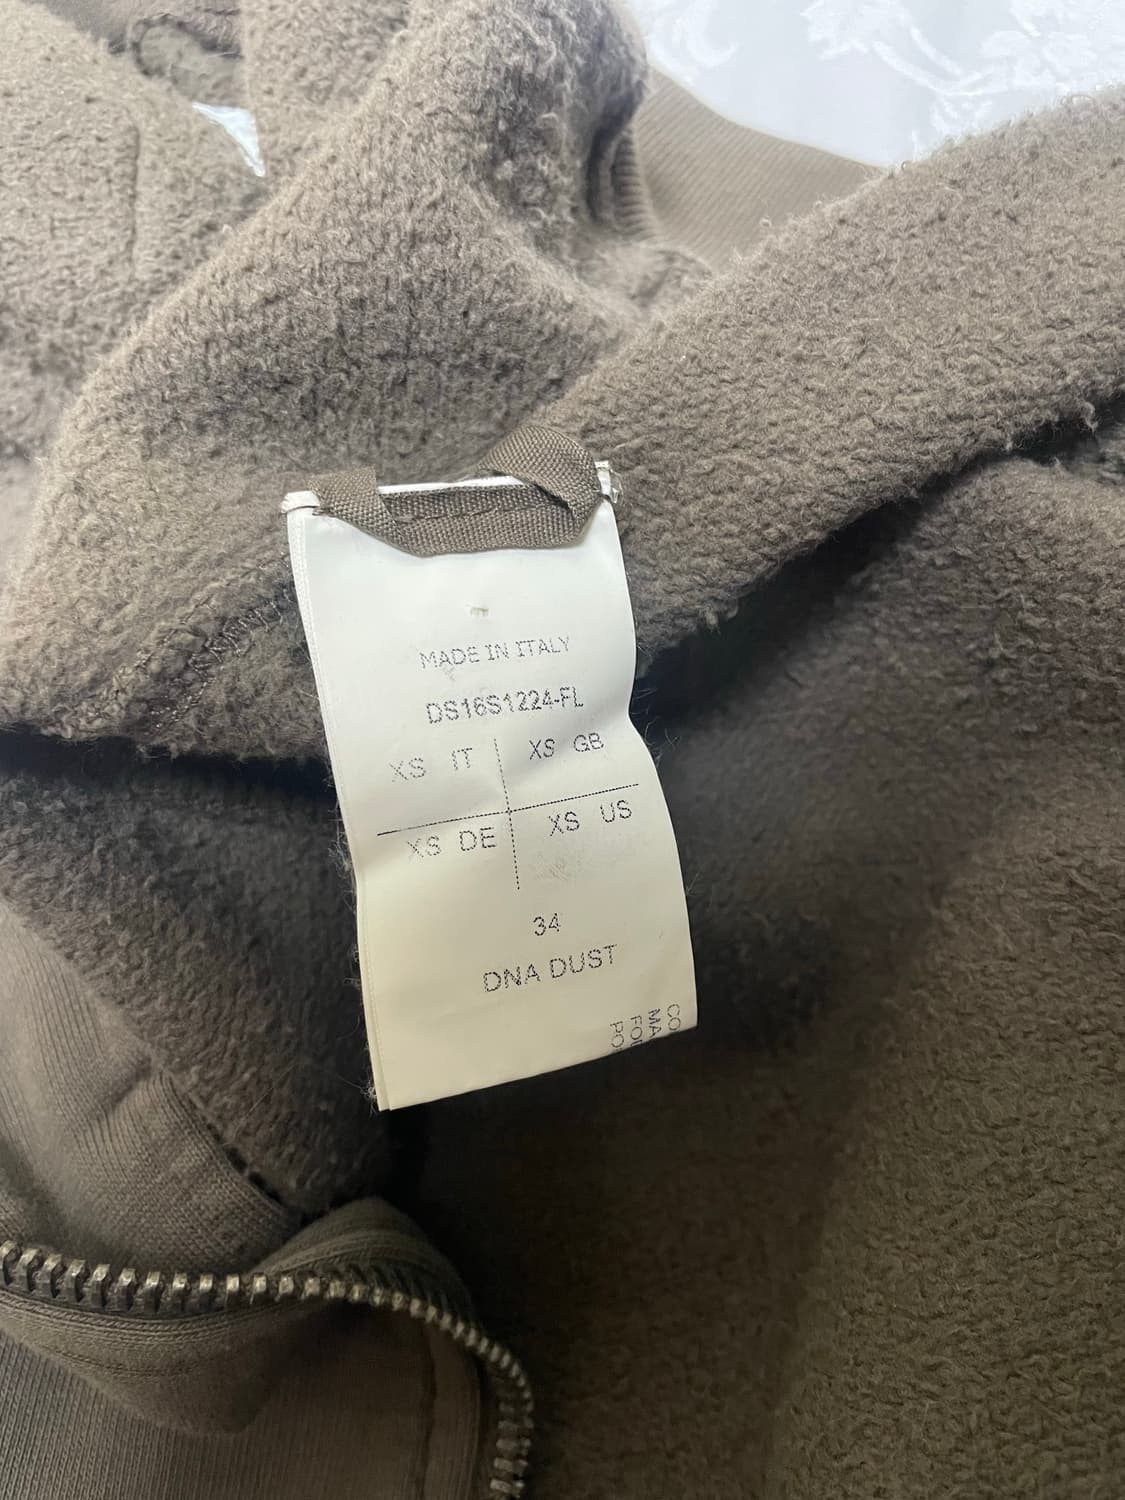 MADE IN ITALY
DS16S1224-FL
XS IT XS GB
XS DE XS US
34
DNA DUST